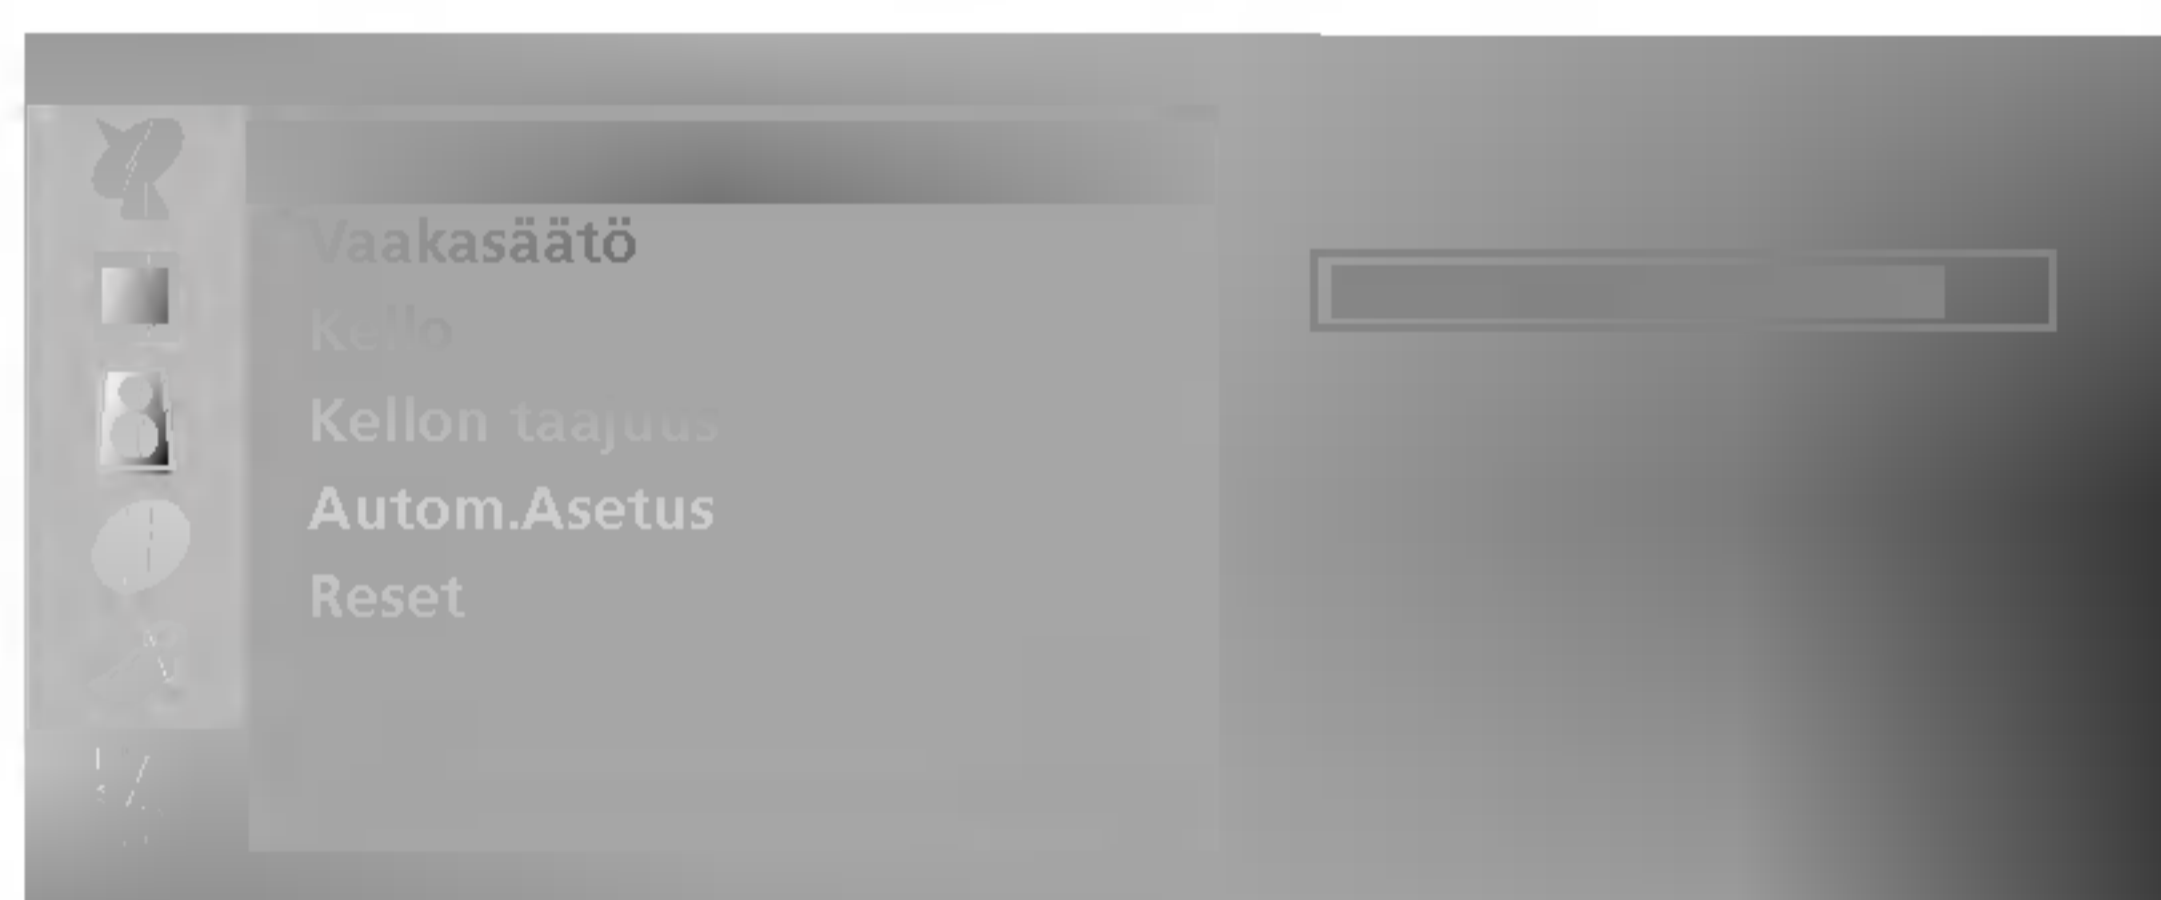 Vaakasäätö
Kello
Kellon taajuus
Autom.Asetus
Reset